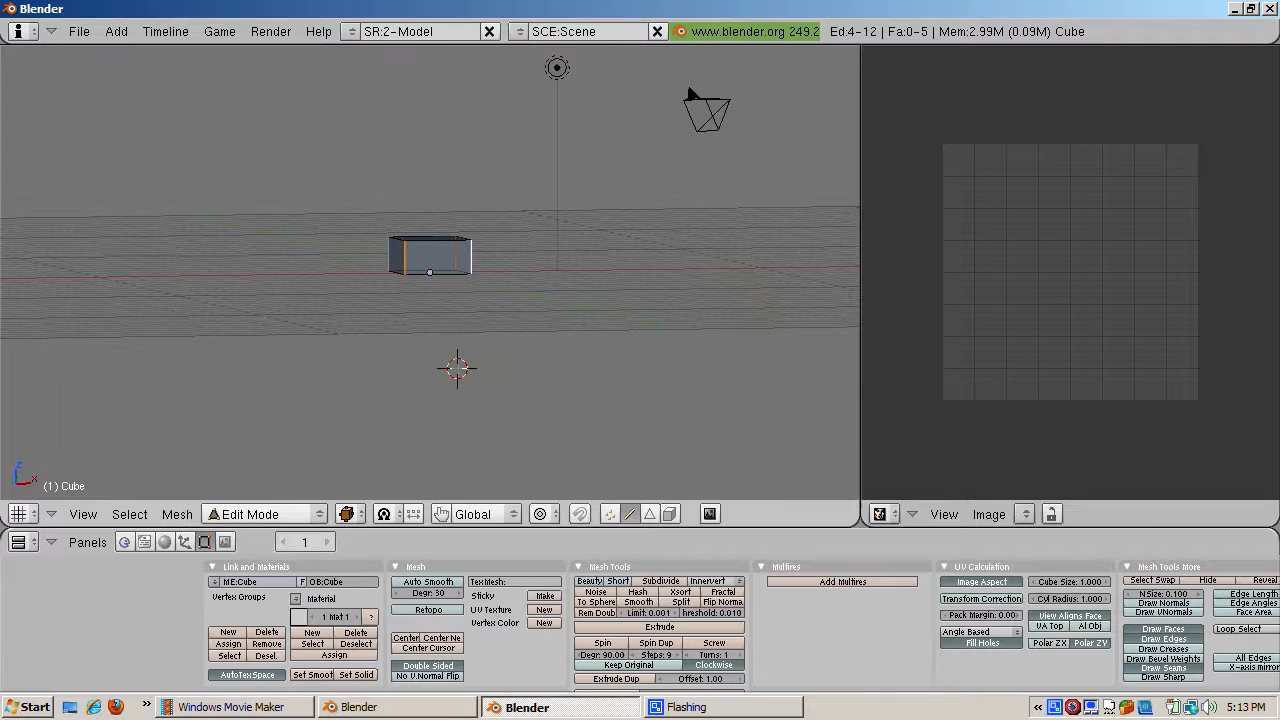 Blender
File Add Timeline Game Render Help SR:2-Model SCE:Scene www.blender.org 249.2 Ed:4-12 | Fa:0-5 | Mem:2.99M (0.09M) Cube
z
x
(1) Cube
View Select Mesh Edit Mode Global View Image
Panels 1
Link and Materials Mesh Mesh Tools Multires UV Calculation Mesh Tools More
ME:Cube F OB:Cube Auto Smooth TexMesh: Beauty Short Subdivide Innervert Add Multires Image Aspect Cube Size: 1.000 Select Swap Hide Reveal
Vertex Groups Material Degr: 30 Sticky Make Noise Hash Xsort Fractal Transform Correction Cyl Radius: 1.000 NSize: 0.100 Edge Length
Retopo UV Texture New To Sphere Smooth Split Flip Norma Draw Normals Edge Angles
1 Mat 1 ? Vertex Color New Rem Doub Limit: 0.001 threshold: 0.010 Pack Margin: 0.00 View Aligns Face Draw VNormals Face Area
New Delete New Delete Center Center Ne Extrude Angle Based VA Top Al Obj Draw Faces Loop Select
Assign Remove Select Deselect Center Cursor Spin Spin Dup Screw Fill Holes Polar ZX Polar ZY Draw Edges
Select Desel. Assign Degr: 90.00 Steps: 9 Turns: 1 Draw Creases
Double Sided Keep Original Clockwise Draw Bevel Weights All Edges
AutoTexSpace Set Smoot Set Solid No V.Normal Flip Extrude Dup Offset: 1.00 Draw Seams X-axis mirror
Draw Sharp
Start Windows Movie Maker Blender Blender Flashing 5:13 PM